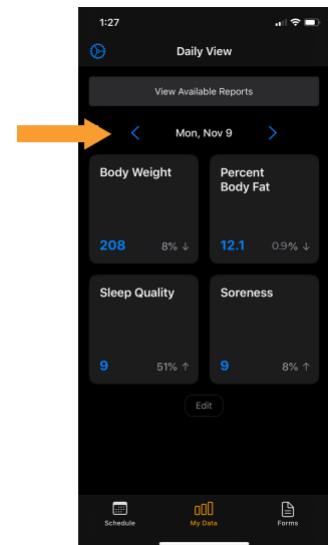 1:27
Daily View
View Available Reports
Mon, Nov 9
Body Weight
208 8% ↓
Percent
Body Fat
12.1 0.9% ↓
Sleep Quality
9 51% ↑
Soreness
9 8% ↑
Edit
Schedule
My Data
Forms